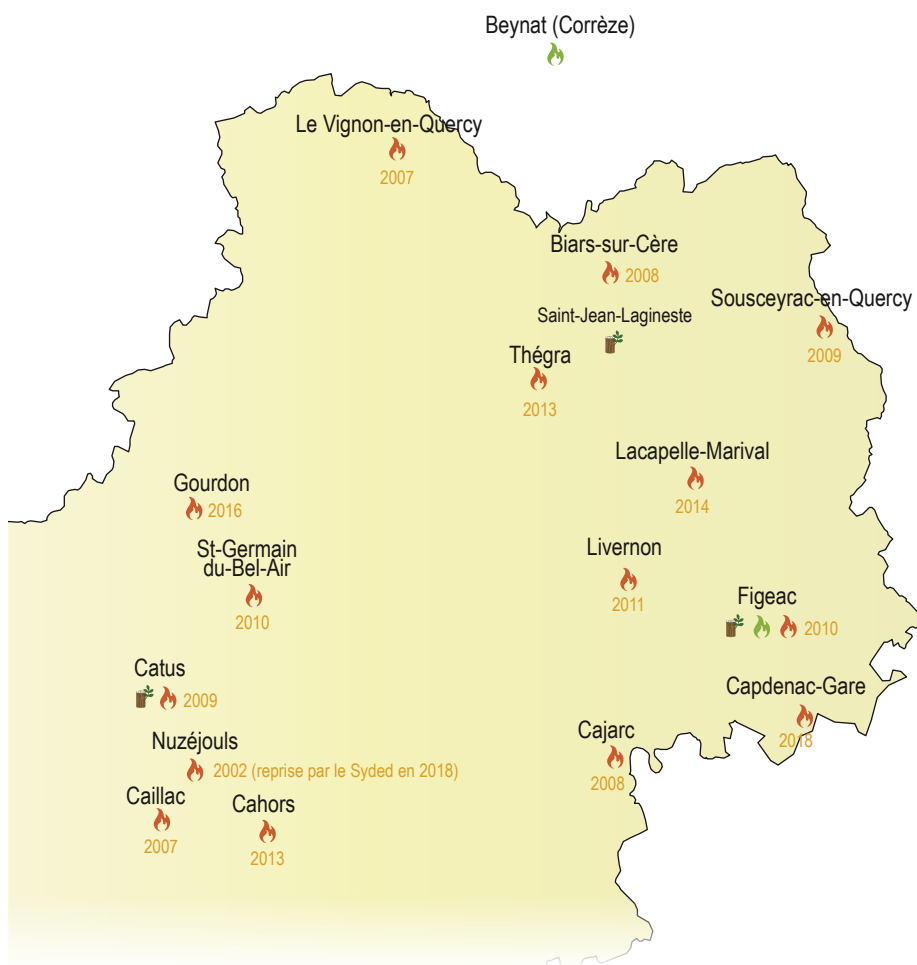 Beynat (Corrèze)
Le Vignon-en-Quercy
2007
Biars-sur-Cère
2008
Sousceyrac-en-Quercy
2009
Saint-Jean-Lagineste
Thégra
2013
Lacapelle-Marival
2014
Gourdon
2016
St-Germain
du-Bel-Air
2010
Livernon
2011
Figeac
2010
Catus
2009
Capdenac-Gare
2018
Nuzéjouls
2002 (reprise par le Syded en 2018)
Cajarc
2008
Caillac
2007
Cahors
2013